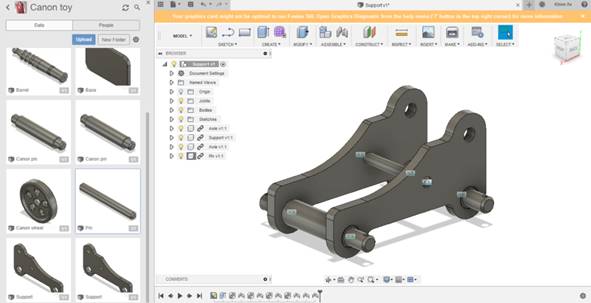 Canon toy
Data
People
Upload
New Folder
Barrel
Base
Canon pin
Canon pin
Canon wheel
Pin
Support
Support
Support v1*
Your graphics card might not be optimal to run Fusion 360. Open Graphics Diagnostic from the body menu ('?' button in the top right corner) for more information.
MODEL
SKETCH
CREATE
MODIFY
ASSEMBLE
CONSTRUCT
INSPECT
INSERT
MAKE
ADD-INS
SELECT
BROWSER
Support v1
Document Settings
Named Views
Origin
Joints
Bodies
Sketches
Axle v1:1
Support v1:1
Axle v1:1
Pin v1:1
COMMENTS